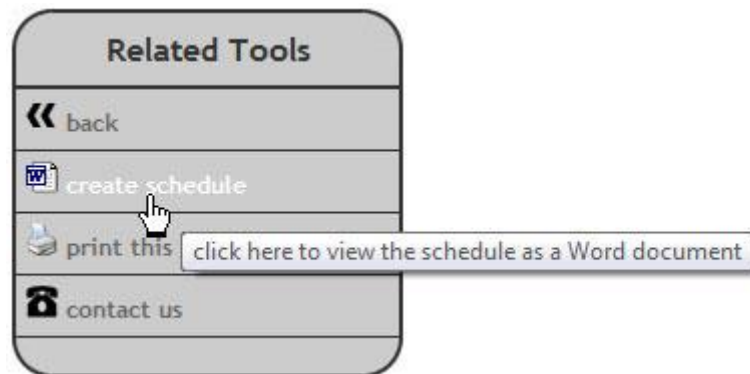 Related Tools
back
create schedule
print this
click here to view the schedule as a Word document
contact us